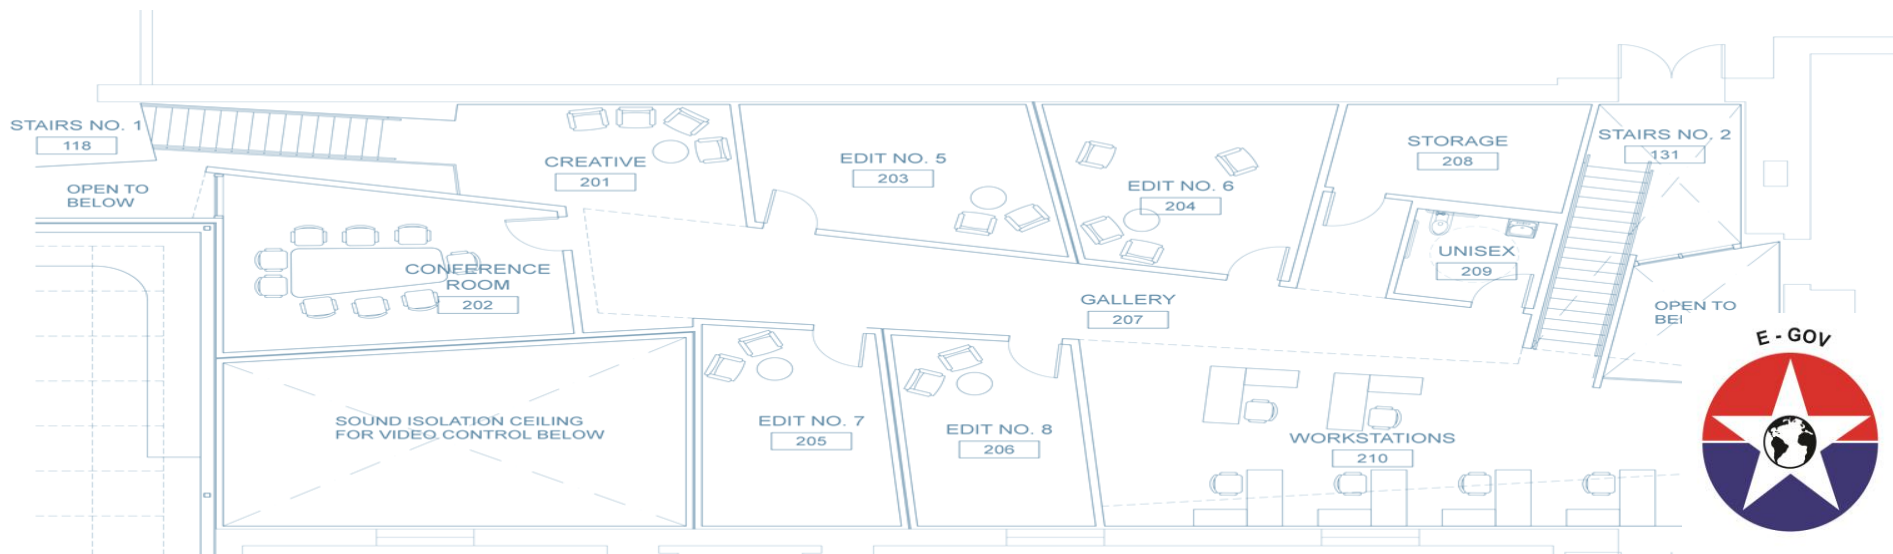 STAIRS NO. 1
118
OPEN TO
BELOW
CREATIVE
201
CONFERENCE
ROOM
202
SOUND ISOLATION CEILING
FOR VIDEO CONTROL BELOW
EDIT NO. 5
203
EDIT NO. 6
204
STORAGE
208
STAIRS NO. 2
131
UNISEX
209
GALLERY
207
OPEN TO
BEI
EDIT NO. 7
205
EDIT NO. 8
206
WORKSTATIONS
210
E - GOV